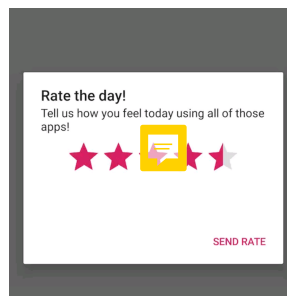 Rate the day!
Tell us how you feel today using all of those
apps!
SEND RATE